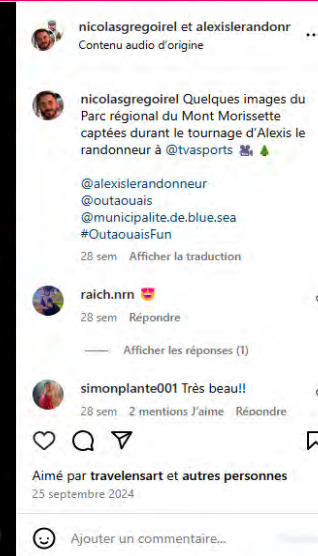 nicolasgregoirel et alexislerandonr ...
Contenu audio d'origine
nicolasgregoirel Quelques images du
Parc régional du Mont Morissette
captées durant le tournage d'Alexis le
randonneur à @tvasports 🎥 🌲
@alexislerandonneur
@outaouais
@municipalite.de.blue.sea
#OutaouaisFun
28 sem Afficher la traduction
raich.nrn 😍
28 sem Répondre
Afficher les réponses (1)
simonplante001 Très beau!!
28 sem 2 mentions J'aime Répondre
Aimé par travelensart et autres personnes
25 septembre 2024
Ajouter un commentaire...